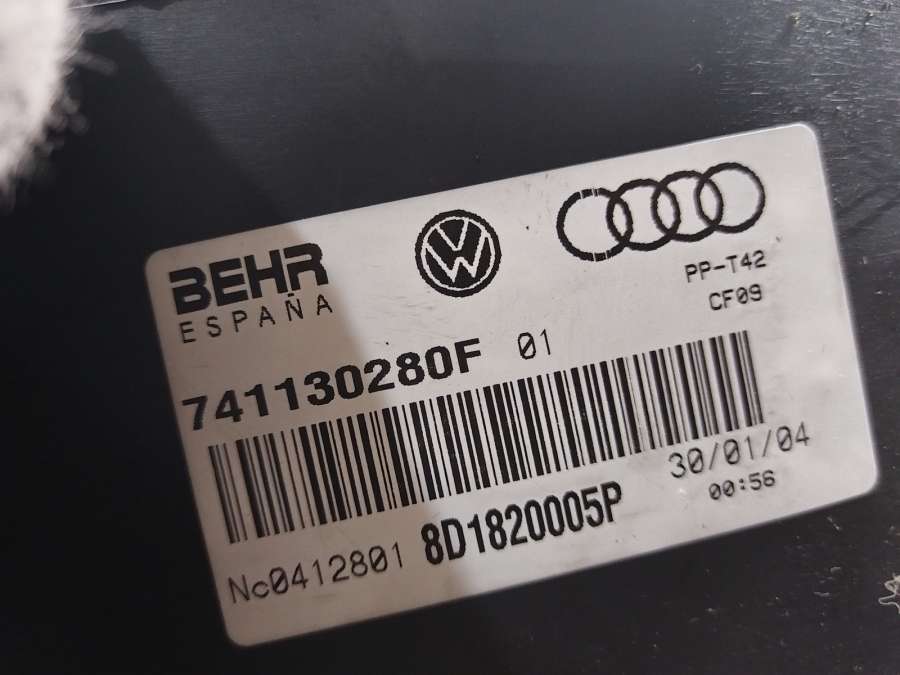 BEHR
ESPAÑA
PP-T42
CF09
741130280F 01
30/01/04
00:56
Nc0412801 8D1820005P